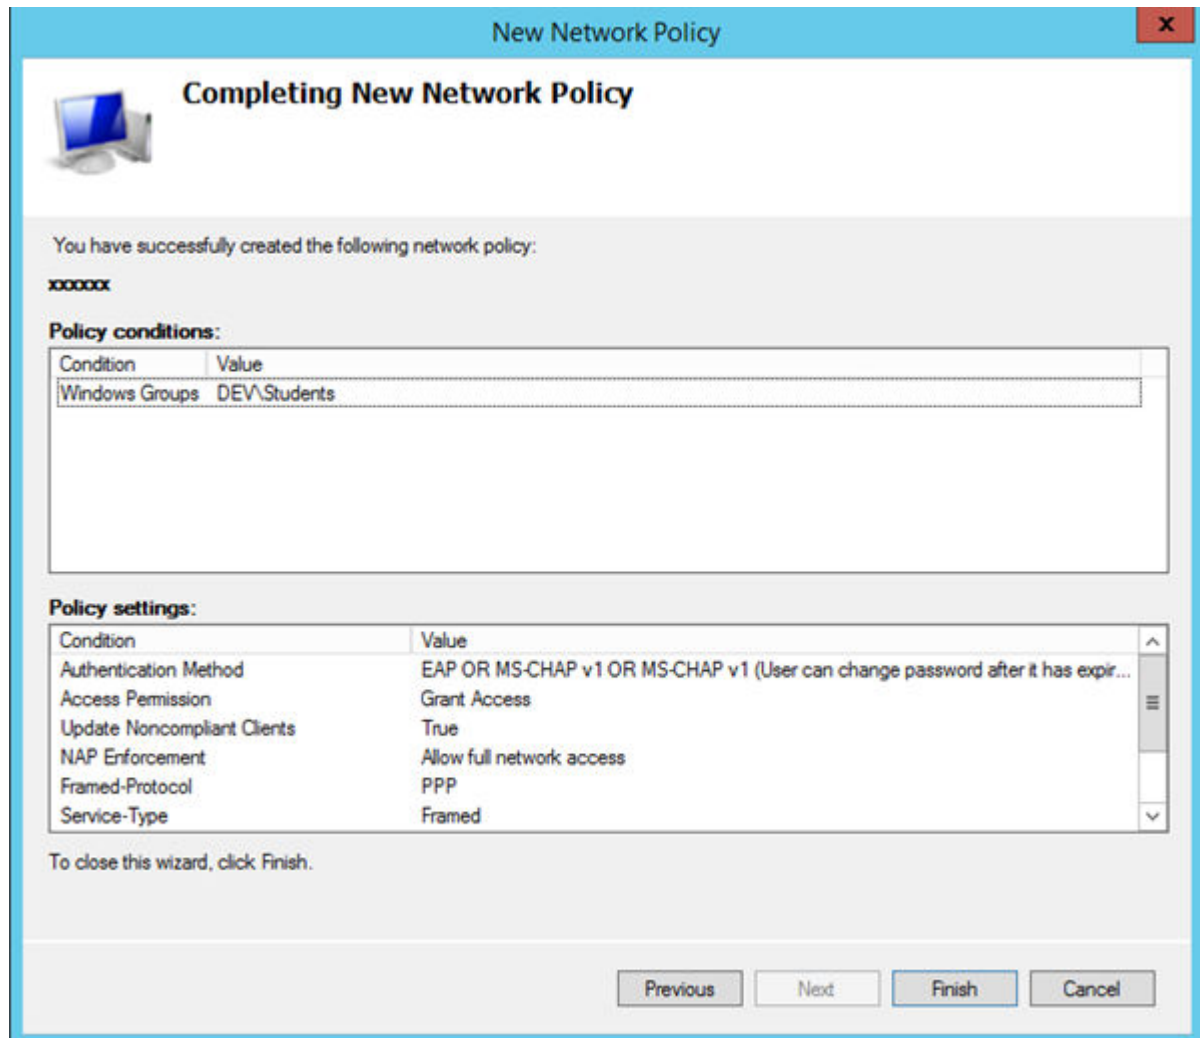 New Network Policy
x
Completing New Network Policy
You have successfully created the following network policy:
xxxxxx
Policy conditions:
Condition Value
Windows Groups DEV\Students
Policy settings:
Condition Value
Authentication Method EAP OR MS-CHAP v1 OR MS-CHAP v1 (User can change password after it has expir...
Access Permission Grant Access
Update Noncompliant Clients True
NAP Enforcement Allow full network access
Framed-Protocol PPP
Service-Type Framed
To close this wizard, click Finish.
Previous Next Finish Cancel